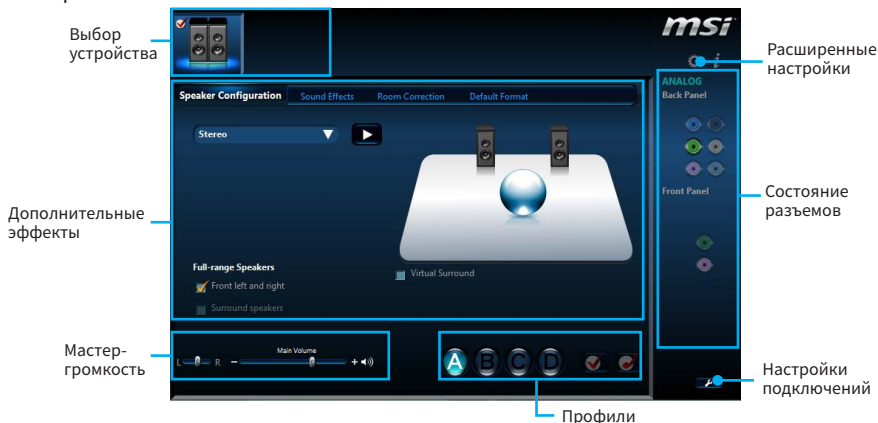 Выбор
устройства
msi
i
Расширенные
настройки
ANALOG
Back Panel
Speaker Configuration
Sound Effects
Room Correction
Default Format
Stereo
Front Panel
Состояние
разъемов
Дополнительные
эффекты
Full-range Speakers
Front left and right
Surround speakers
Virtual Surround
Мастер-
громкость
Main Volume
L R - +
A B C D
Настройки
подключений
Профили